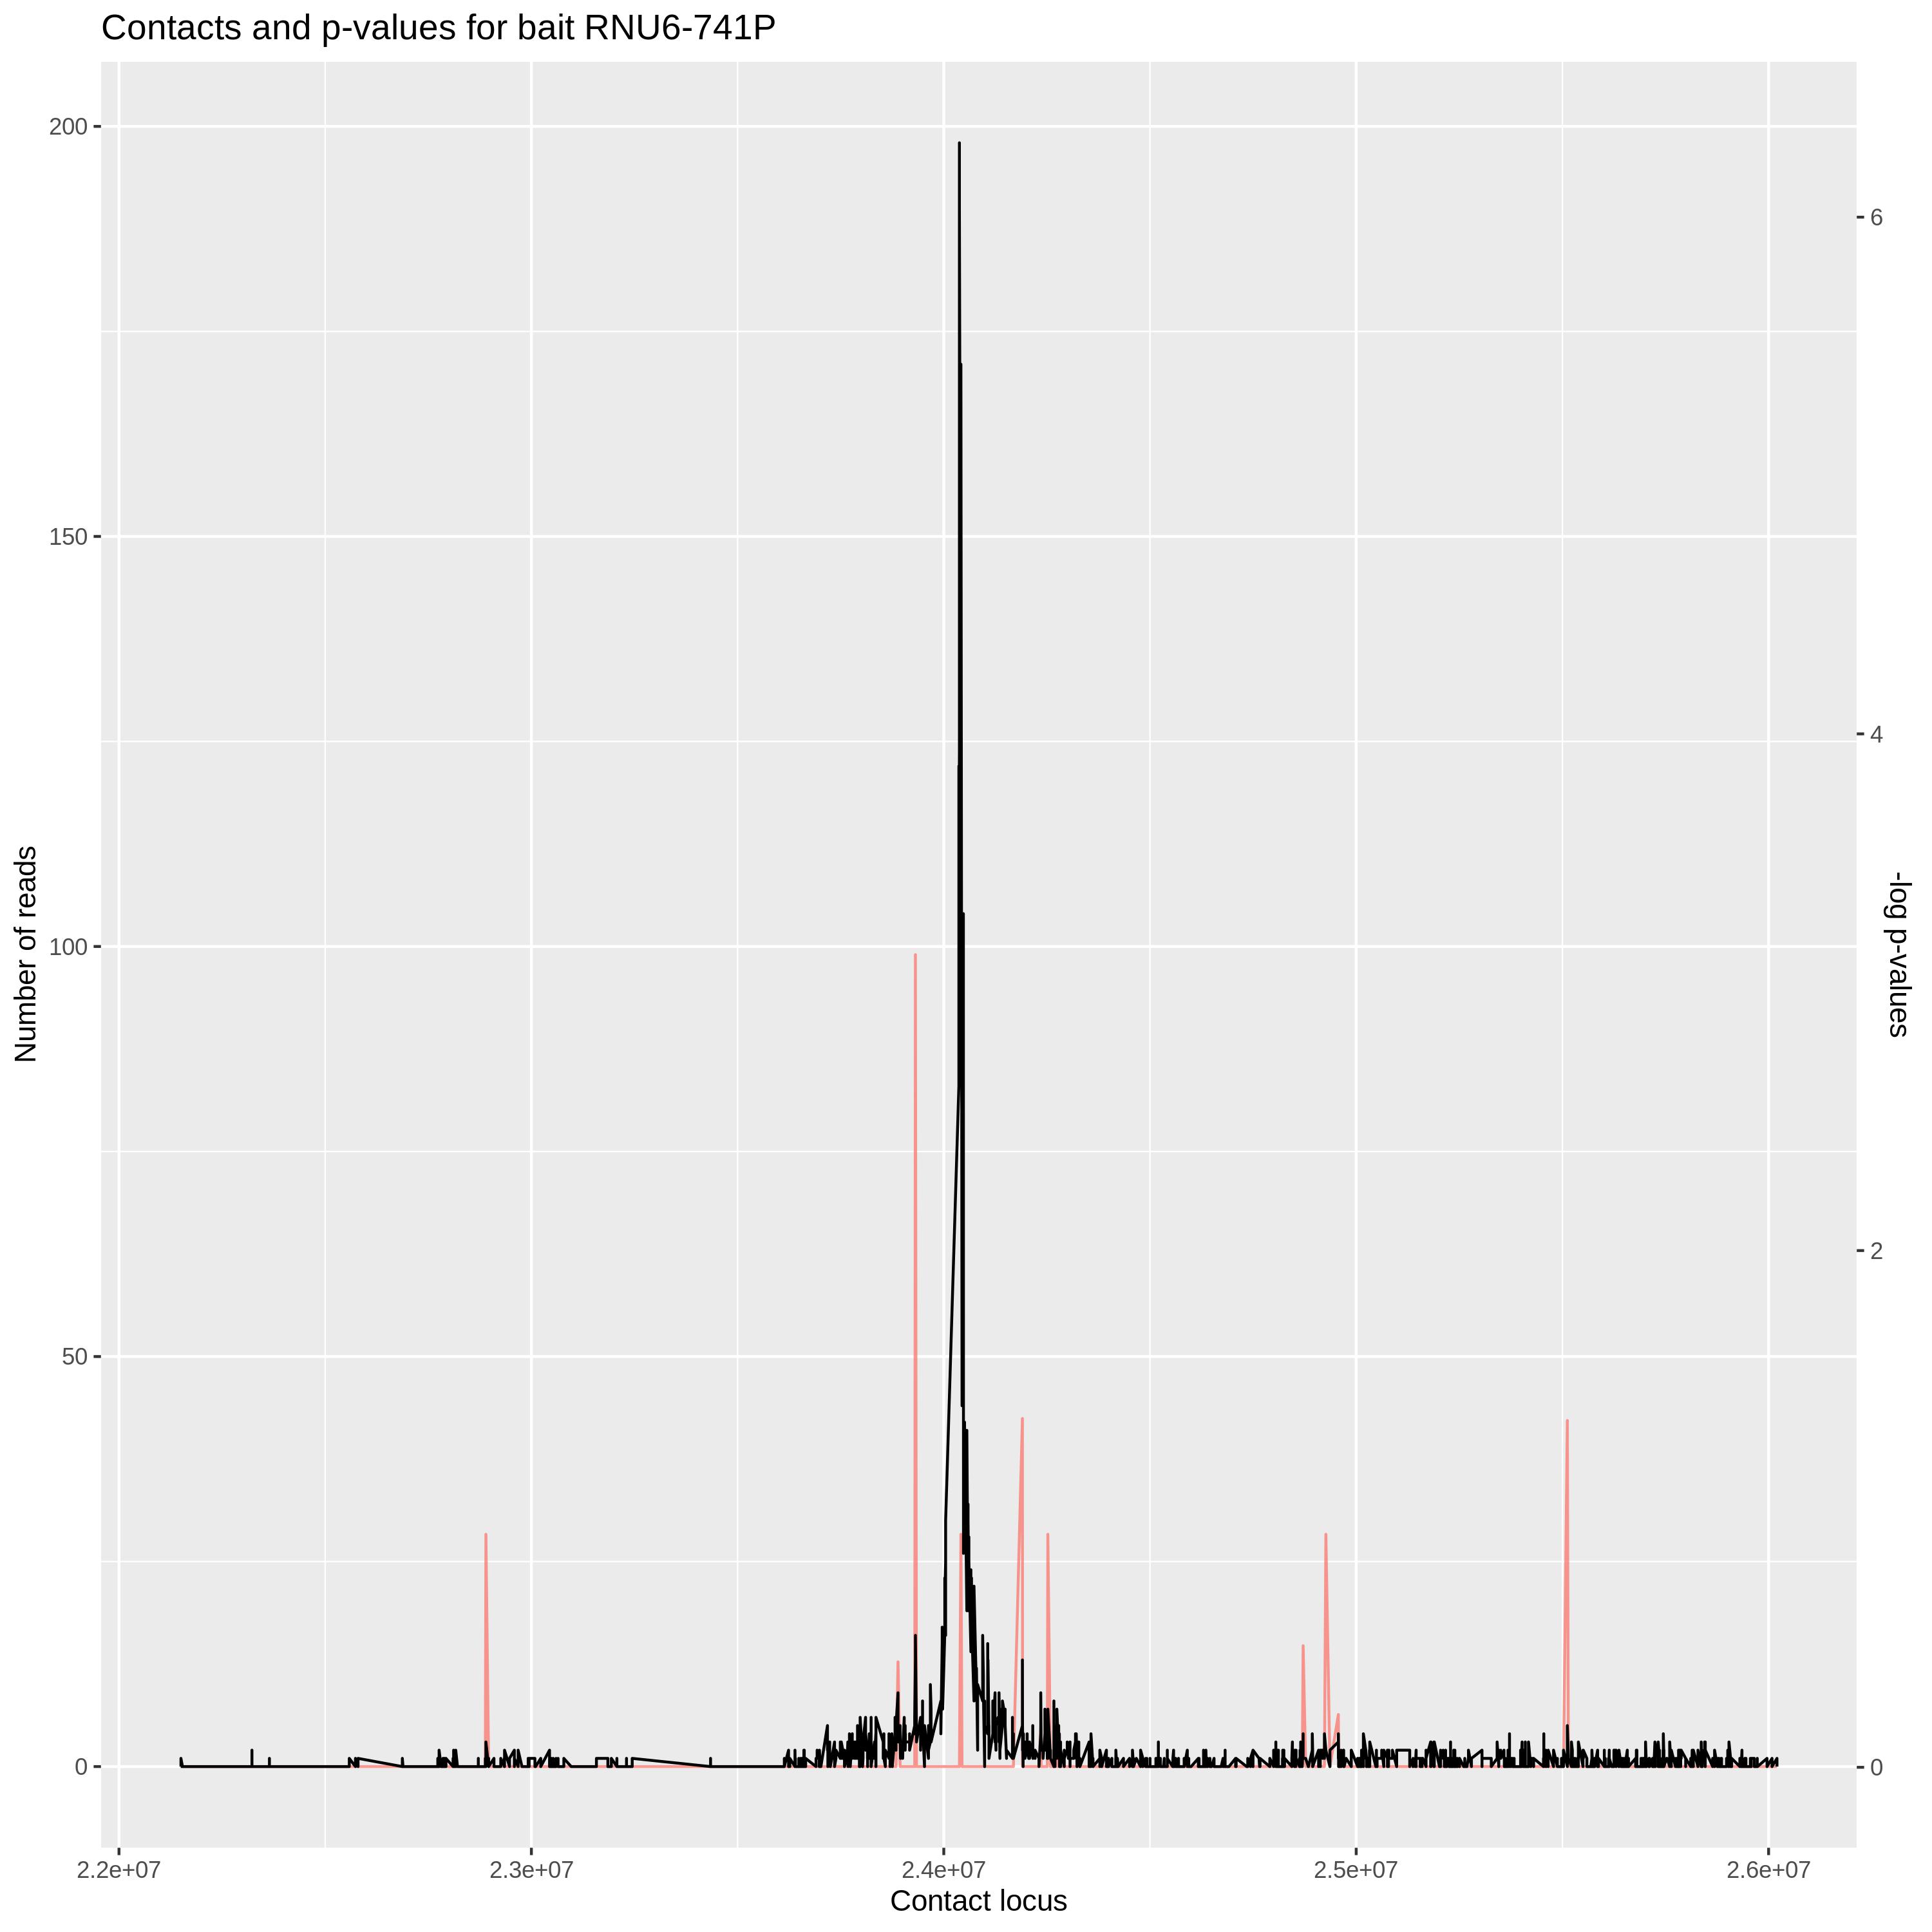 Contacts and p-values for bait RNU6-741P
200
150
100
50
0
Number of reads
6
4
2
0
-log p-values
2.2e+07
2.3e+07
2.4e+07
2.5e+07
2.6e+07
Contact locus